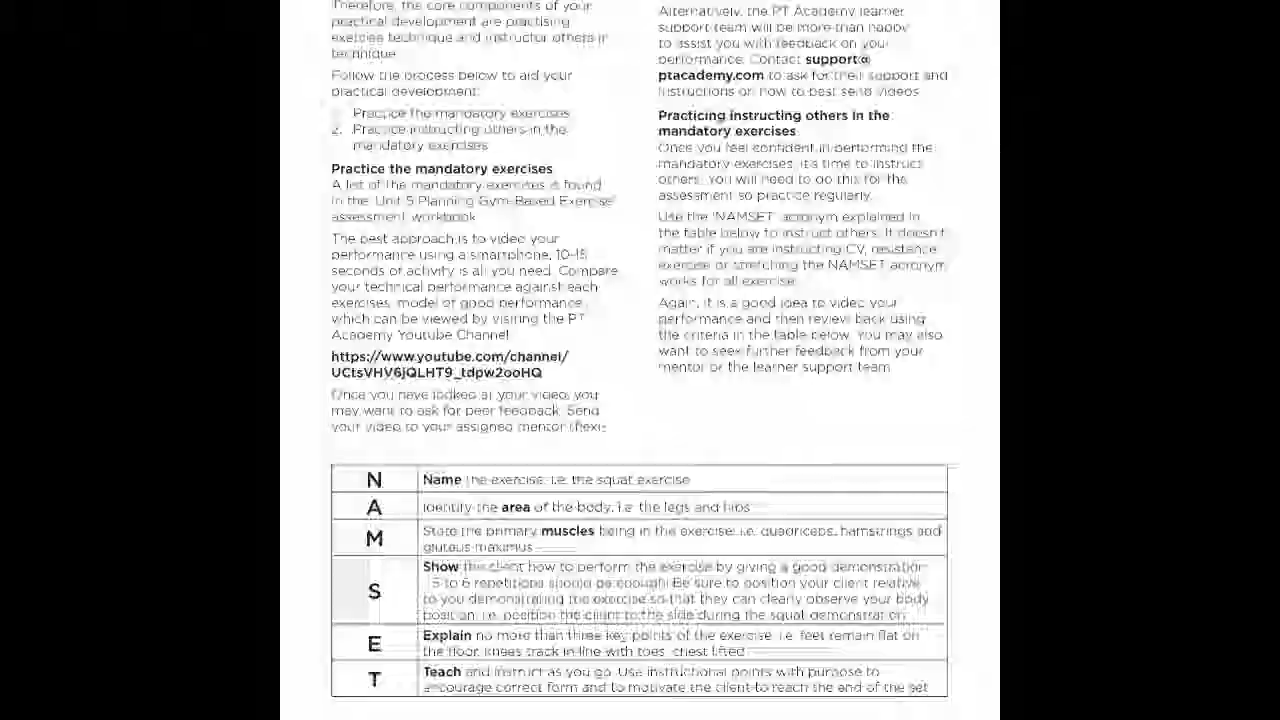 Therefore, the core components of your
practical development are practising
exercise technique and instructor others in
technique.
Follow the process below to aid your
practical development:
1. Practice the mandatory exercises
2. Practice instructing others in the
mandatory exercises
Practice the mandatory exercises
A list of the mandatory exercises is found
in the 'Unit 5 Planning Gym-Based Exercise'
assessment workbook.
The best approach is to video your
performance using a smartphone. 10-15
seconds of activity is all you need. Compare
your technical performance against each
exercises model of good performance
which can be viewed by visiting the PT
Academy Youtube Channel
https://www.youtube.com/channel/
UCtsVHV6jQLHT9_tdpw2ooHQ
Once you have looked at your video, you
may want to ask for peer feedback. Send
your video to your assigned mentor (flexi-
Alternatively, the PT Academy learner
support team will be more than happy
to assist you with feedback on your
performance. Contact support@
ptacademy.com to ask for their support and
instructions on how to best send videos.
Practicing instructing others in the
mandatory exercises
Once you feel confident in performing the
mandatory exercises, it's time to instruct
others. You will need to do this for the
assessment so practice regularly.
Use the 'NAMSET' acronym explained in
the table below to instruct others. It doesn't
matter if you are instructing CV, resistance
exercise or stretching the NAMSET acronym
works for all exercise.
Again, it is a good idea to video your
performance and then review back using
the criteria in the table below. You may also
want to seek further feedback from your
mentor or the learner support team.
N Name the exercise. i.e. the squat exercise
A Identify the area of the body. i.e. the legs and hips
M State the primary muscles being in the exercise: i.e. quadriceps, hamstrings and
gluteus maximus
S Show the client how to perform the exercise by giving a good demonstration
(5 to 6 repetitions should be enough). Be sure to position your client relative
to you demonstrating the exercise so that they can clearly observe your body
position. i.e. position the client to the side during the squat demonstration
E Explain no more than three key points of the exercise. i.e. feet remain flat on
the floor, knees track in line with toes, chest lifted
T Teach and instruct as you go. Use instructional points with purpose to
encourage correct form and to motivate the client to reach the end of the set